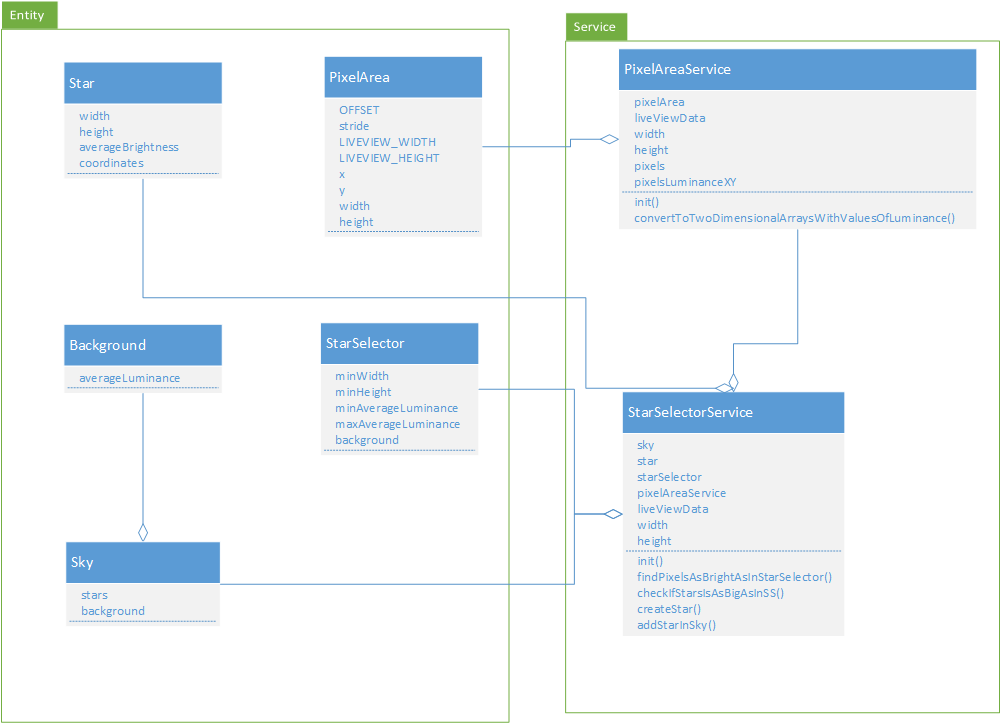 Entity
Star
width
height
averageBrightness
coordinates
PixelArea
OFFSET
stride
LIVEVIEW_WIDTH
LIVEVIEW_HEIGHT
x
y
width
height
Background
averageLuminance
StarSelector
minWidth
minHeight
minAverageLuminance
maxAverageLuminance
background
Sky
stars
background
Service
PixelAreaService
pixelArea
liveViewData
width
height
pixels
pixelsLuminanceXY
init()
convertToTwoDimensionalArraysWithValuesOfLuminance()
StarSelectorService
sky
star
starSelector
pixelAreaService
liveViewData
width
height
init()
findPixelsAsBrightAsInStarSelector()
checkIfStarsIsAsBigAsInSS()
createStar()
addStarInSky()